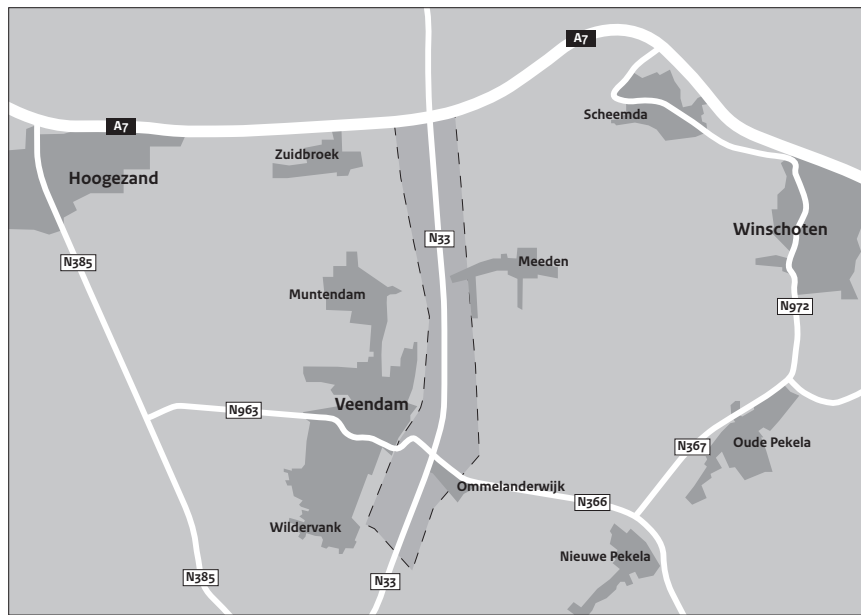 A7
Scheemda
A7
Zuidbroek
Hoogezand
Winschoten
N33
N385
Meeden
Muntendam
N972
Veendam
N963
Oude Pekela
N367
Ommelanderwijk
N366
Wildervank
Nieuwe Pekela
N385
N33